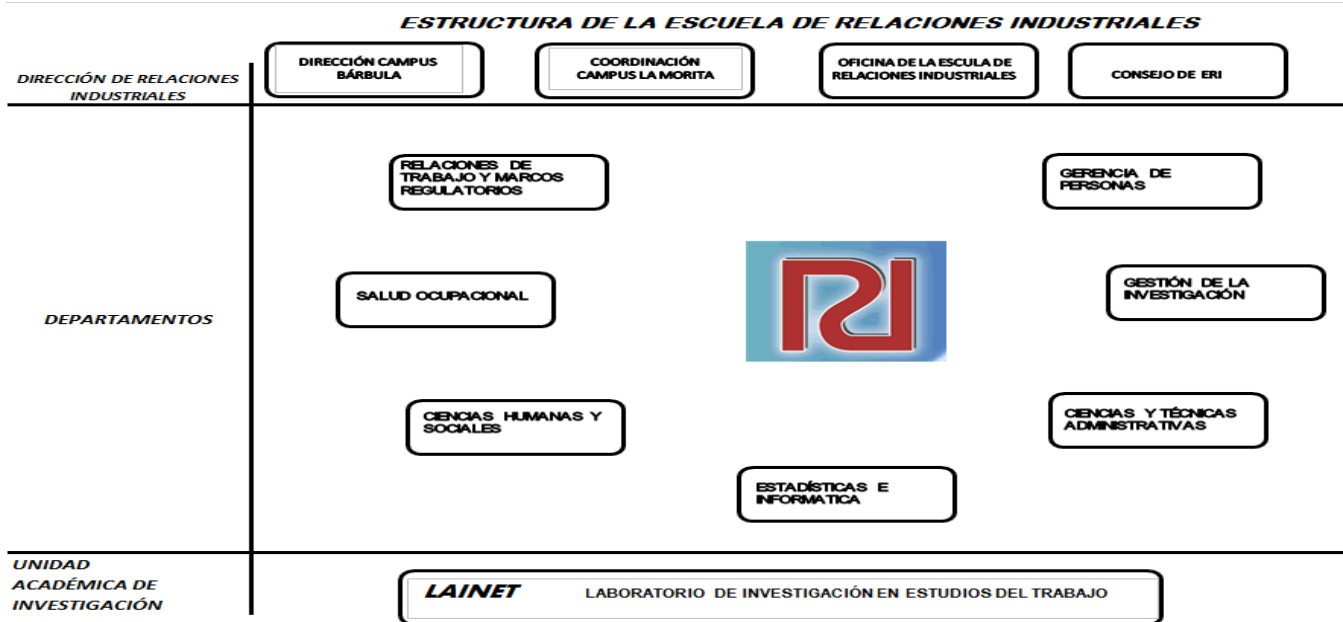 ESTRUCTURA DE LA ESCUELA DE RELACIONES INDUSTRIALES
DIRECCIÓN DE RELACIONES
INDUSTRIALES
DIRECCIÓN CAMPUS
BÁRBULA
COORDINACIÓN
CAMPUS LA MORITA
OFICINA DE LA ESCULA DE
RELACIONES INDUSTRIALES
CONSEJO DE ERI
DEPARTAMENTOS
RELACIONES DE
TRABAJO Y MARCOS
REGULATORIOS
GERENCIA DE
PERSONAS
SALUD OCUPACIONAL
GESTIÓN DE LA
INVESTIGACIÓN
CIENCIAS HUMANAS Y
SOCIALES
CIENCIAS Y TÉCNICAS
ADMINISTRATIVAS
ESTADÍSTICAS E
INFORMATICA
UNIDAD
ACADÉMICA DE
INVESTIGACIÓN
LAINET LABORATORIO DE INVESTIGACIÓN EN ESTUDIOS DEL TRABAJO